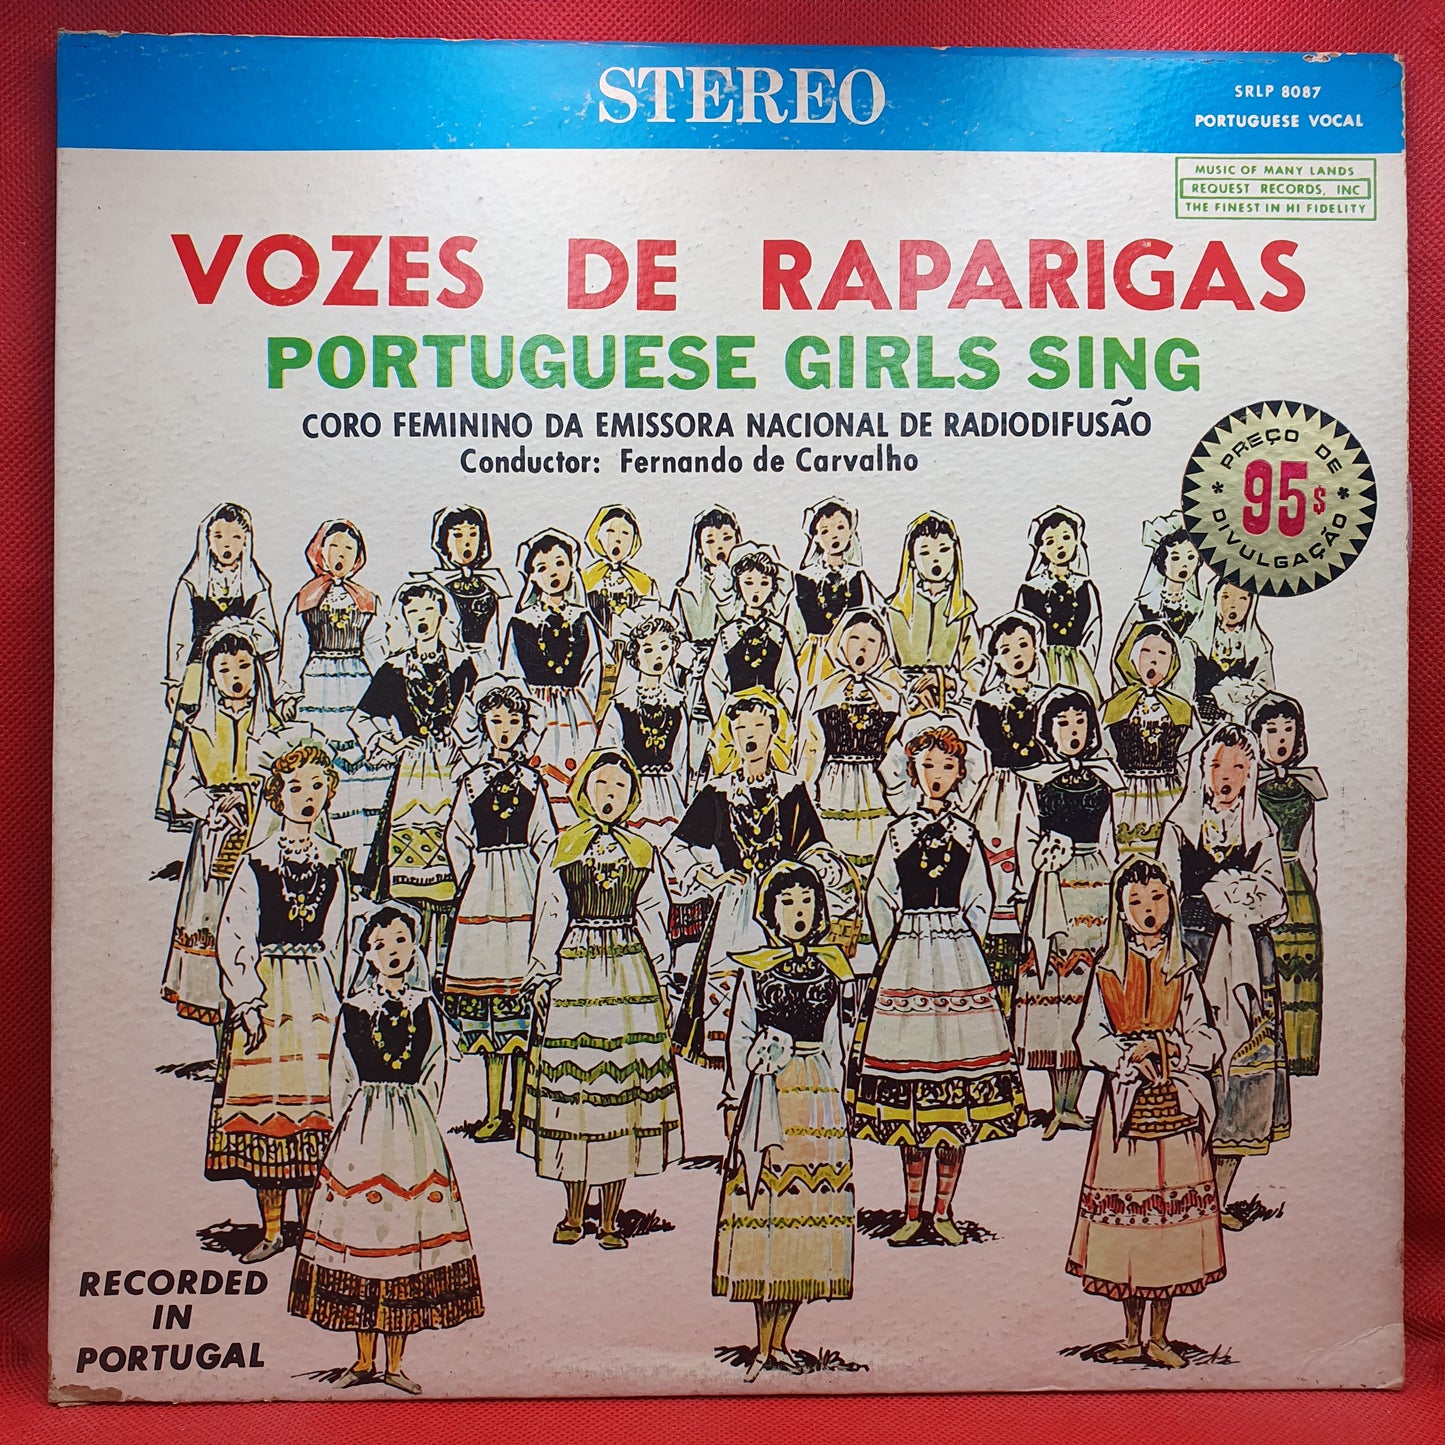 STEREO
SRLP 8087
PORTUGUESE VOCAL
MUSIC OF MANY LANDS
REQUEST RECORDS, INC
THE FINEST IN HI FIDELITY
VOZES DE RAPARIGAS
PORTUGUESE GIRLS SING
CORO FEMININO DA EMISSORA NACIONAL DE RADIODIFUSÃO
Conductor: Fernando de Carvalho
PREÇO DE
95$
* DIVULGAÇÃO *
RECORDED
IN
PORTUGAL